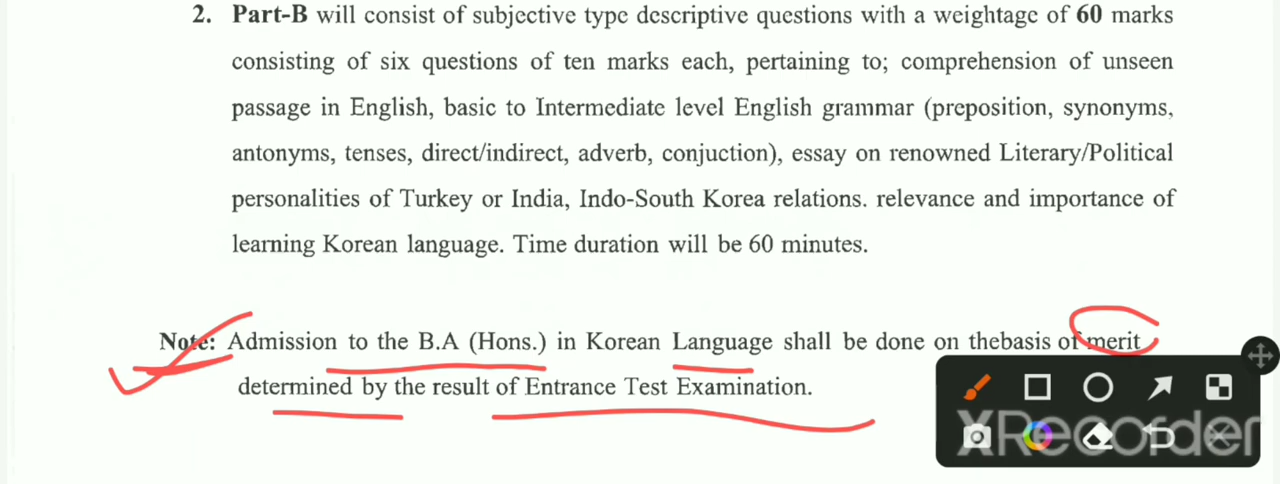 2. Part-B will consist of subjective type descriptive questions with a weightage of 60 marks
consisting of six questions of ten marks each, pertaining to; comprehension of unseen
passage in English, basic to Intermediate level English grammar (preposition, synonyms,
antonyms, tenses, direct/indirect, adverb, conjuction), essay on renowned Literary/Political
personalities of Turkey or India, Indo-South Korea relations. relevance and importance of
learning Korean language. Time duration will be 60 minutes.
Note: Admission to the B.A (Hons.) in Korean Language shall be done on thebasis of merit
determined by the result of Entrance Test Examination.
XRecorder